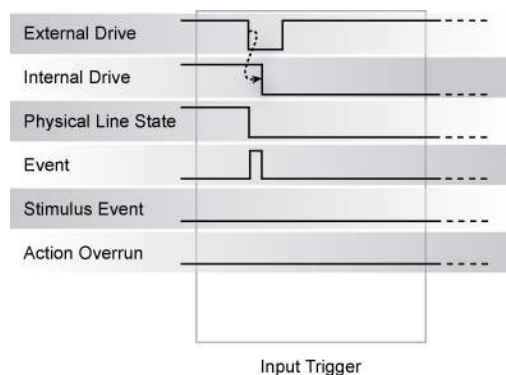 External Drive
Internal Drive
Physical Line State
Event
Stimulus Event
Action Overrun
Input Trigger